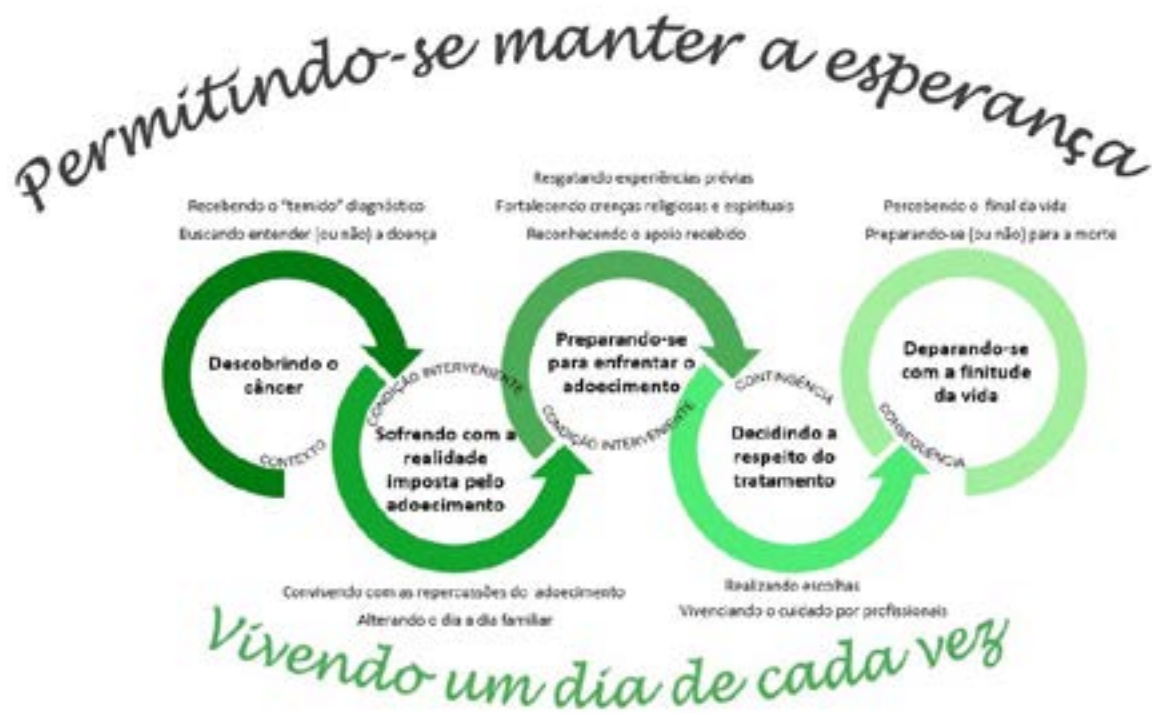 Permitindo-se manter a esperança
Recebendo o "temido" diagnóstico
Buscando entender (ou não) a doença
Descobrindo o
câncer
CONTEXTO
CONDIÇÃO INTERVENIENTE
Sofrendo com a
realidade
imposta pelo
adoecimento
Convivendo com as repercussões do adoecimento
Alterando o dia a dia familiar
Resgatando experiências prévias
Fortalecendo crenças religiosas e espirituais
Reconhecendo o apoio recebido
Preparando-se
para enfrentar o
adoecimento
CONDIÇÃO INTERVENIENTE
CONTINGÊNCIA
Decidindo a
respeito do
tratamento
Realizando escolhas
Vivenciando o cuidado por profissionais
Percebendo o final da vida
Preparando-se (ou não) para a morte
Deparando-se
com a finitude
da vida
CONSEQUÊNCIA
Vivendo um dia de cada vez